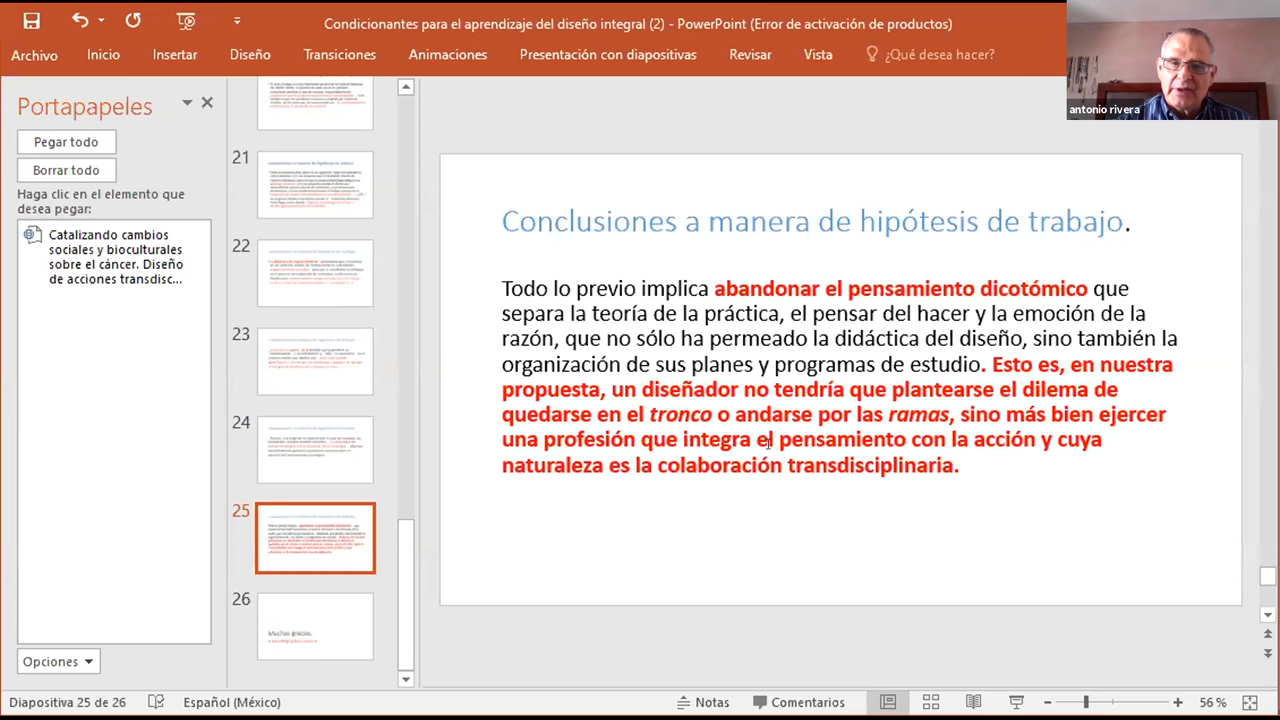 Condicionantes para el aprendizaje del diseño integral (2) - PowerPoint (Error de activación de productos)
Archivo Inicio Insertar Diseño Transiciones Animaciones Presentación con diapositivas Revisar Vista ¿Qué desea hacer?
antonio rivera
Portapapeles
Pegar todo
Borrar todo
Haga clic en el elemento que
desea pegar:
Catalizando cambios
sociales y bioculturales
sobre el cáncer. Diseño
de acciones transdisc...
Opciones
21
22
23
24
25
26
Muchas gracias.
Conclusiones a manera de hipótesis de trabajo.
Todo lo previo implica abandonar el pensamiento dicotómico que
separa la teoría de la práctica, el pensar del hacer y la emoción de la
razón, que no sólo ha permeado la didáctica del diseño, sino también la
organización de sus planes y programas de estudio. Esto es, en nuestra
propuesta, un diseñador no tendría que plantearse el dilema de
quedarse en el tronco o andarse por las ramas, sino más bien ejercer
una profesión que integra el pensamiento con la acción y cuya
naturaleza es la colaboración transdisciplinaria.
Diapositiva 25 de 26 Español (México) Notas Comentarios 56 %